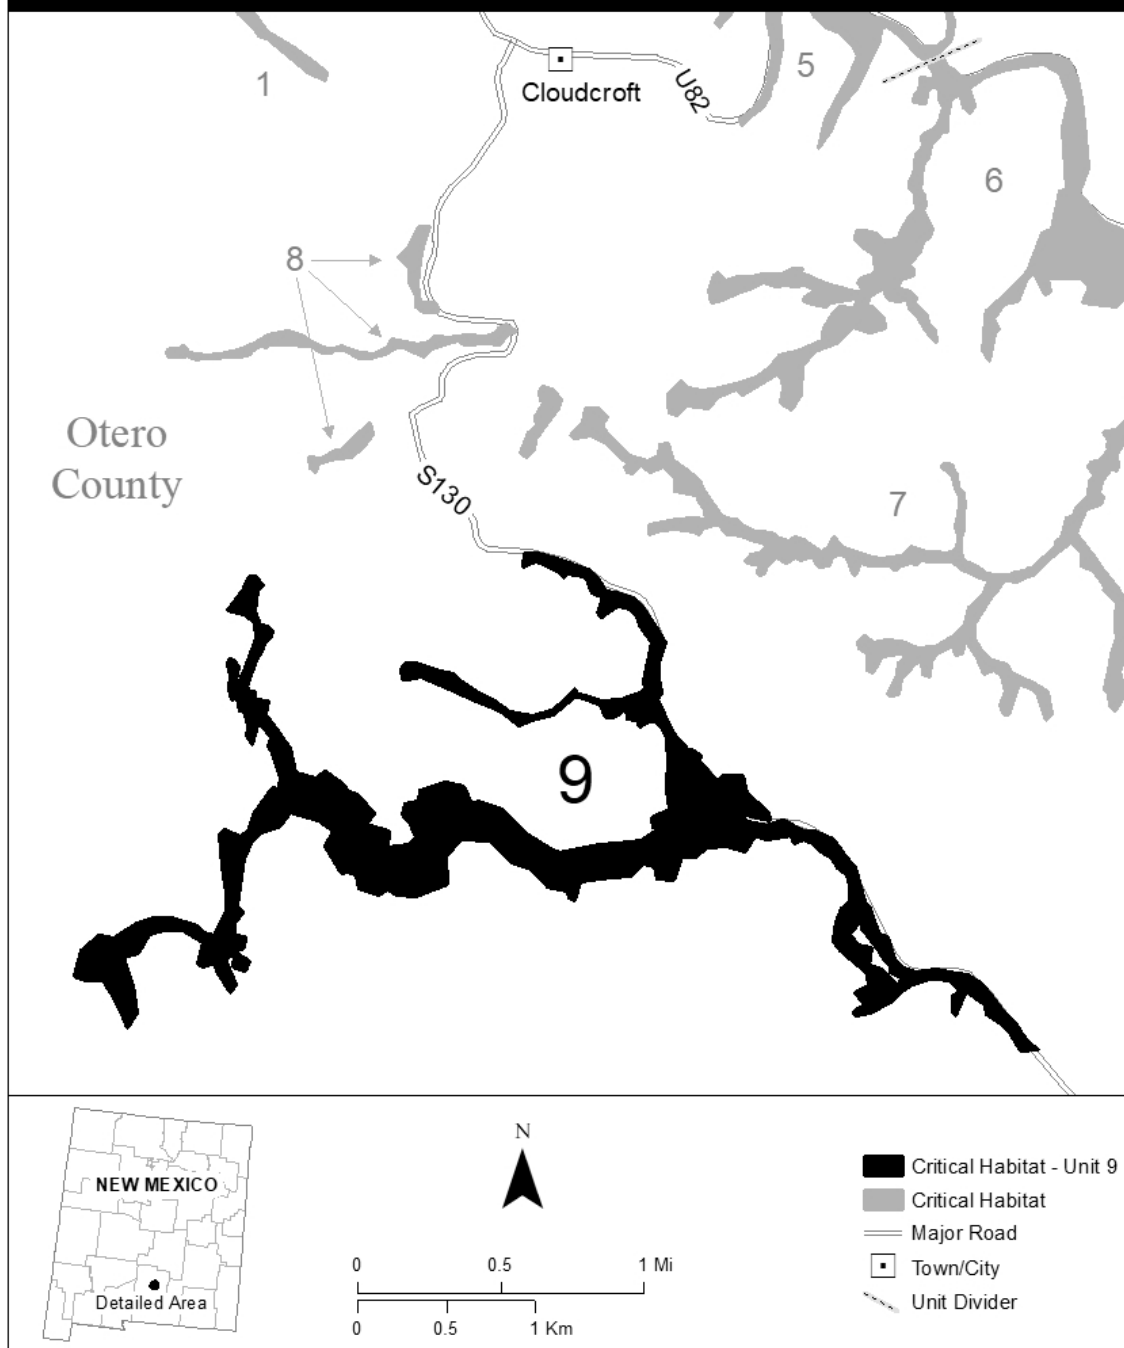 1
Cloudcroft
U82
5
6
8
Otero
County
S130
7
9
NEW MEXICO
Detailed Area
N
0 0.5 1 Mi
0 0.5 1 Km
Critical Habitat - Unit 9
Critical Habitat
Major Road
Town/City
Unit Divider